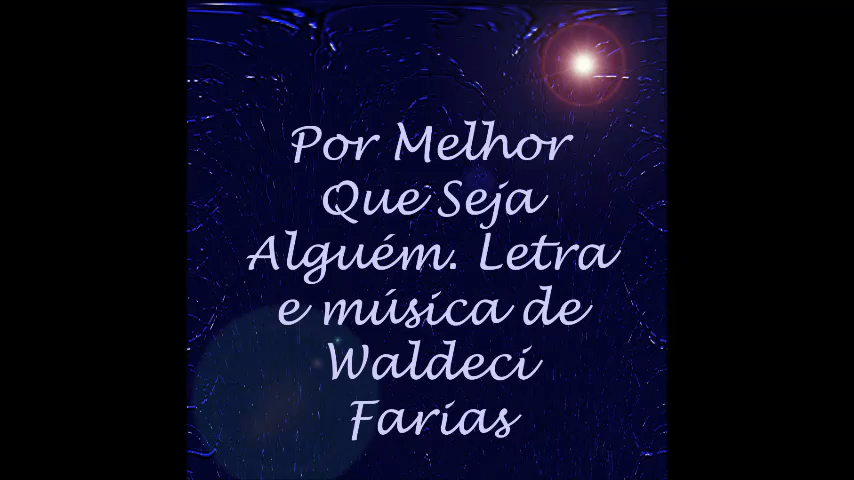 Por Melhor
Que Seja
Alguém. Letra
e música de
Waldeci
Farias